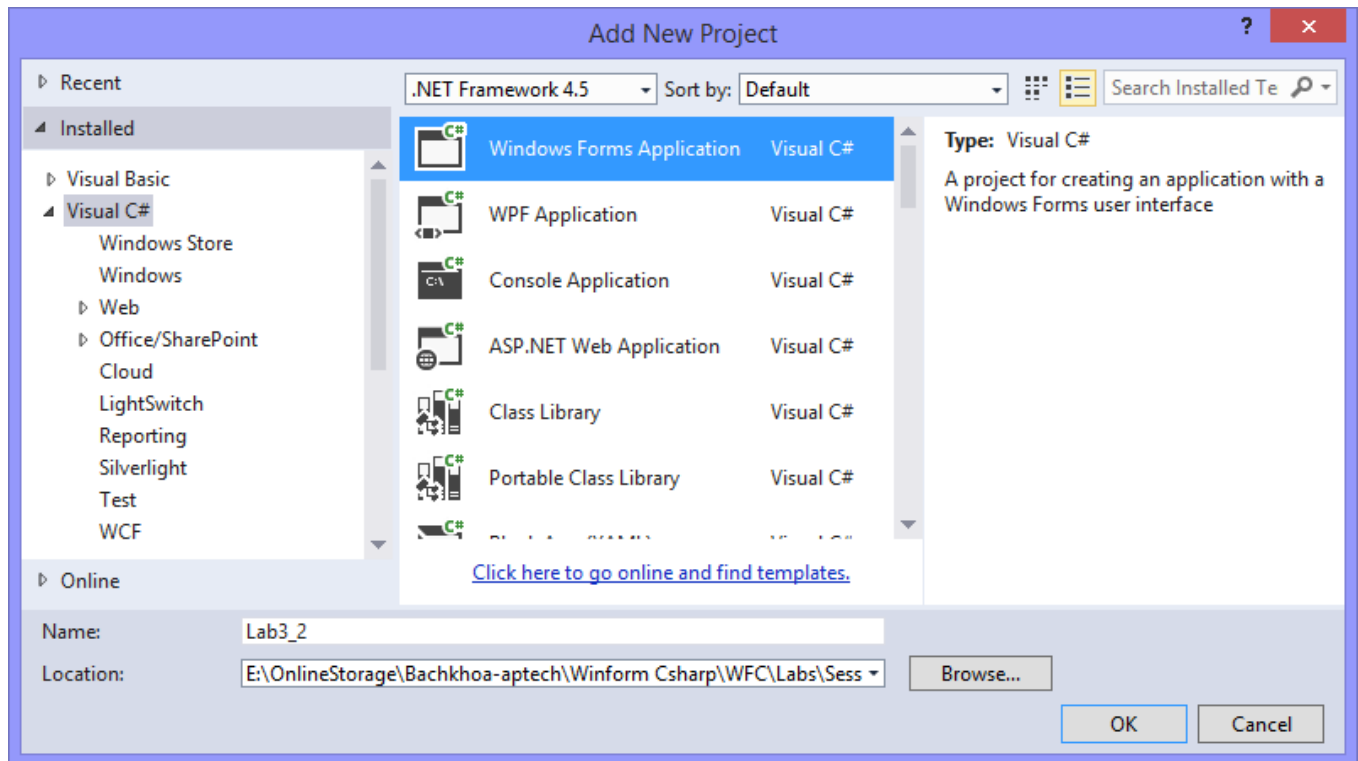 Add New Project
?
Recent
.NET Framework 4.5
Sort by:
Default
Search Installed Te
Installed
Visual Basic
Visual C#
Windows Store
Windows
Web
Office/SharePoint
Cloud
LightSwitch
Reporting
Silverlight
Test
WCF
Online
C#
Windows Forms Application Visual C#
C#
WPF Application Visual C#
C#
C:\
Console Application Visual C#
C#
ASP.NET Web Application Visual C#
C#
Class Library Visual C#
C#
Portable Class Library Visual C#
C#
Click here to go online and find templates.
Type: Visual C#
A project for creating an application with a
Windows Forms user interface
Name: Lab3_2
Location: E:\OnlineStorage\Bachkhoa-aptech\Winform Csharp\WFC\Labs\Sess
Browse...
OK
Cancel